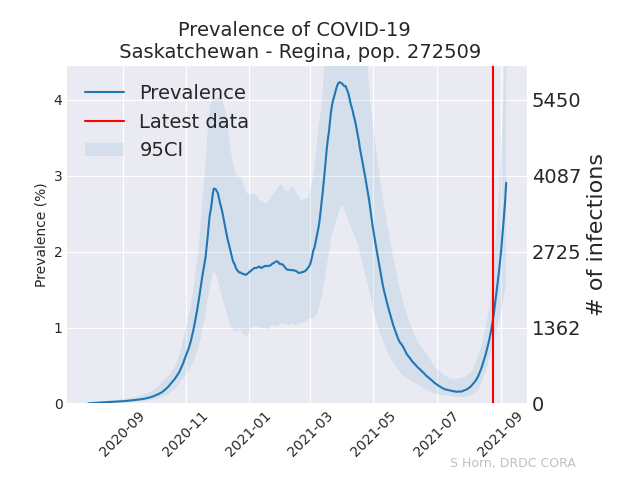 Prevalence of COVID-19
Saskatchewan - Regina, pop. 272509
Prevalence
Latest data
95CI
Prevalence (%)
4
3
2
1
0
5450
4087
2725
1362
0
# of infections
2020-09
2020-11
2021-01
2021-03
2021-05
2021-07
2021-09
S Horn, DRDC CORA